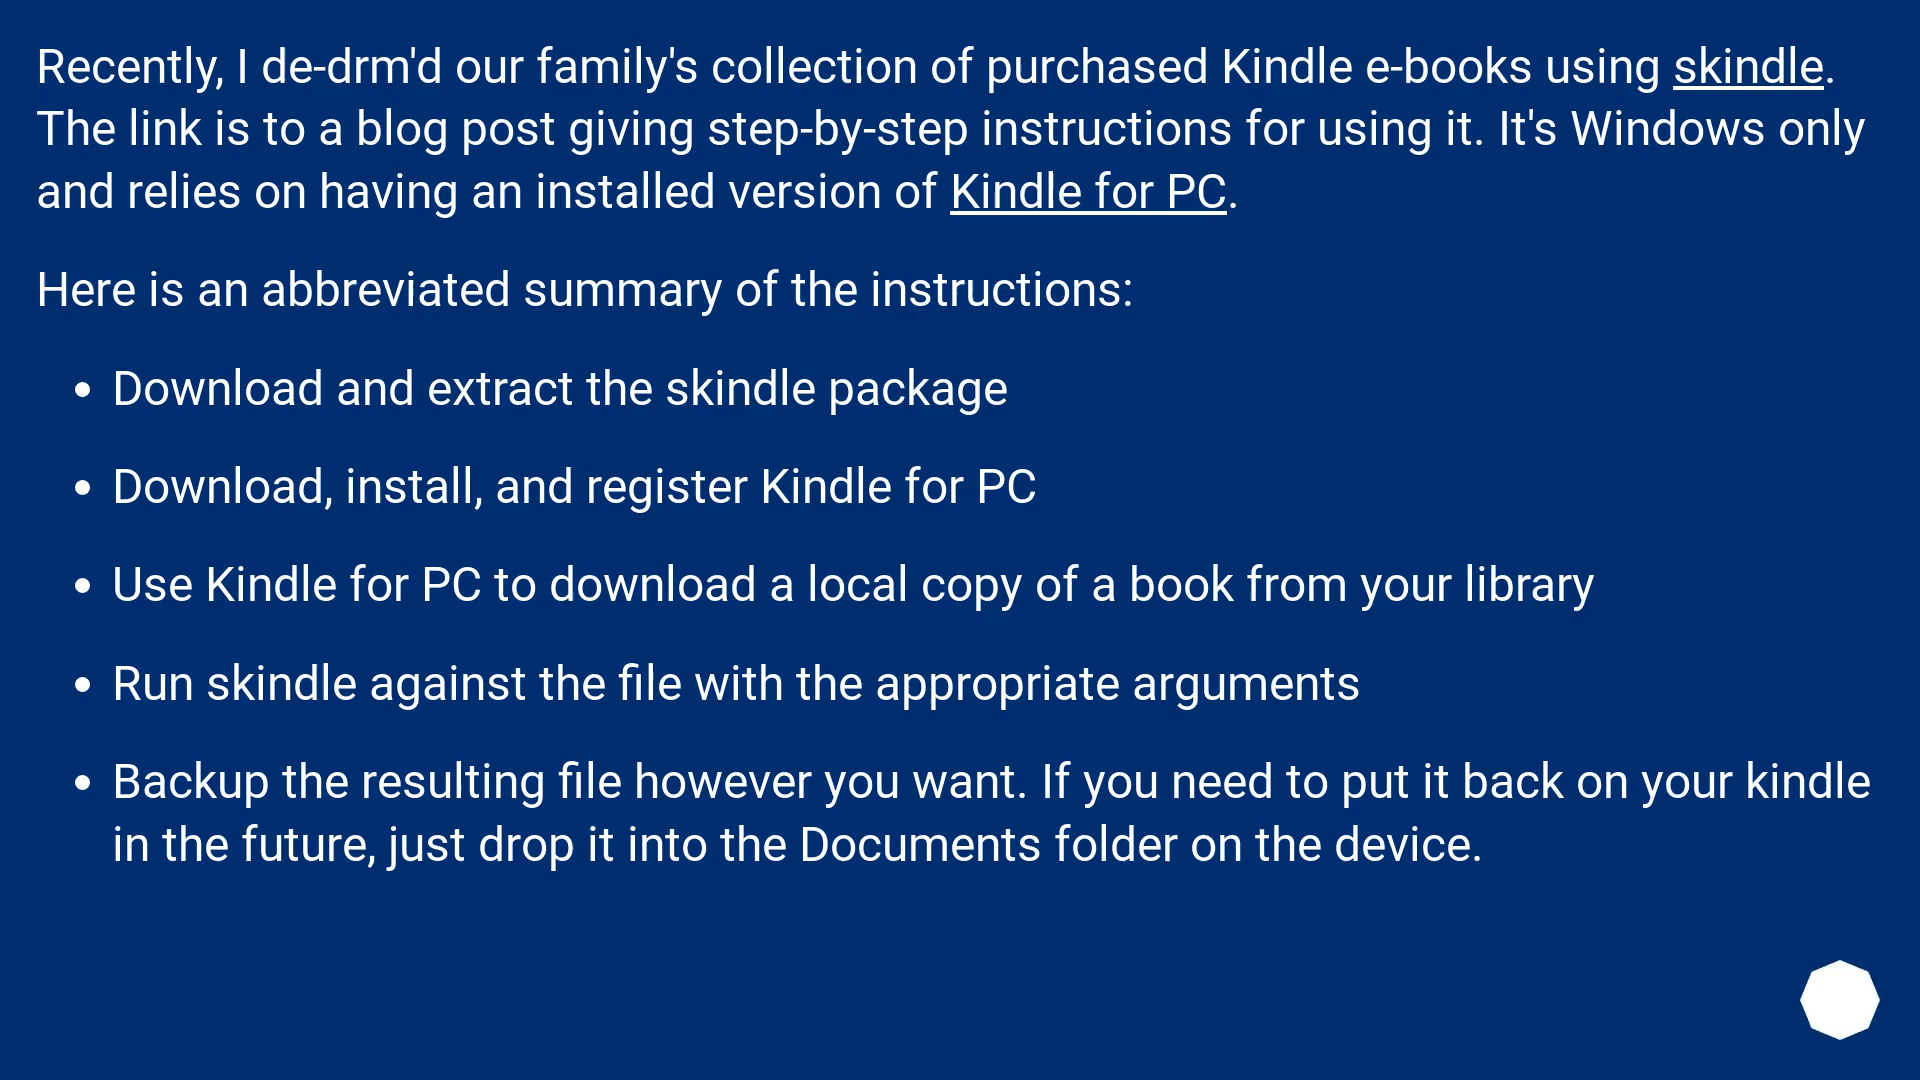 Recently, I de-drm'd our family's collection of purchased Kindle e-books using skindle.
The link is to a blog post giving step-by-step instructions for using it. It's Windows only
and relies on having an installed version of Kindle for PC.
Here is an abbreviated summary of the instructions:
• Download and extract the skindle package
• Download, install, and register Kindle for PC
• Use Kindle for PC to download a local copy of a book from your library
• Run skindle against the file with the appropriate arguments
• Backup the resulting file however you want. If you need to put it back on your kindle
in the future, just drop it into the Documents folder on the device.